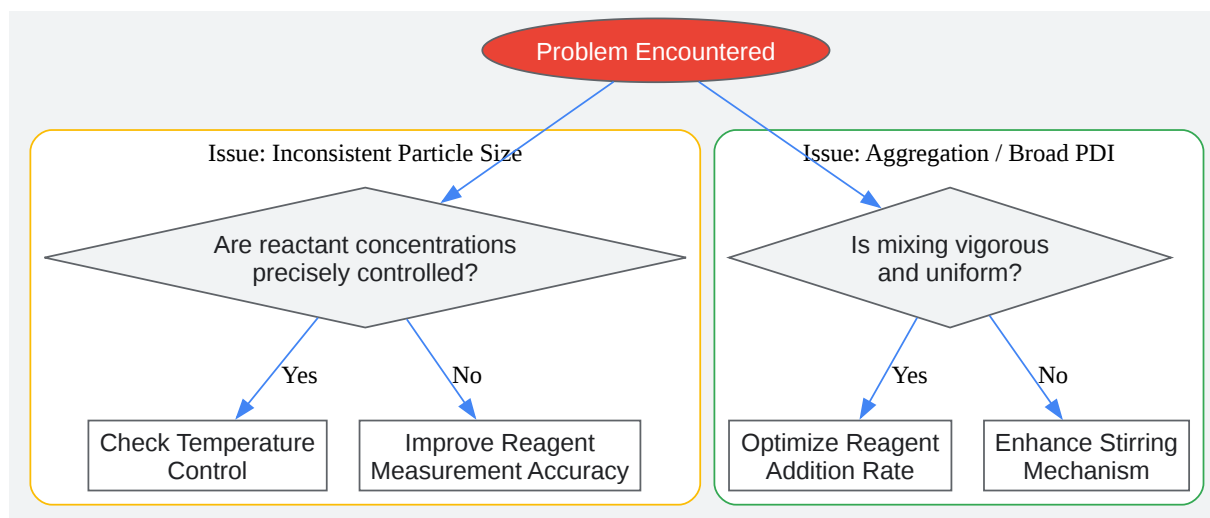 Problem Encountered
Issue: Inconsistent Particle Size
Are reactant concentrations
precisely controlled?
Yes
No
Check Temperature
Control
Improve Reagent
Measurement Accuracy
Issue: Aggregation / Broad PDI
Is mixing vigorous
and uniform?
Yes
No
Optimize Reagent
Addition Rate
Enhance Stirring
Mechanism